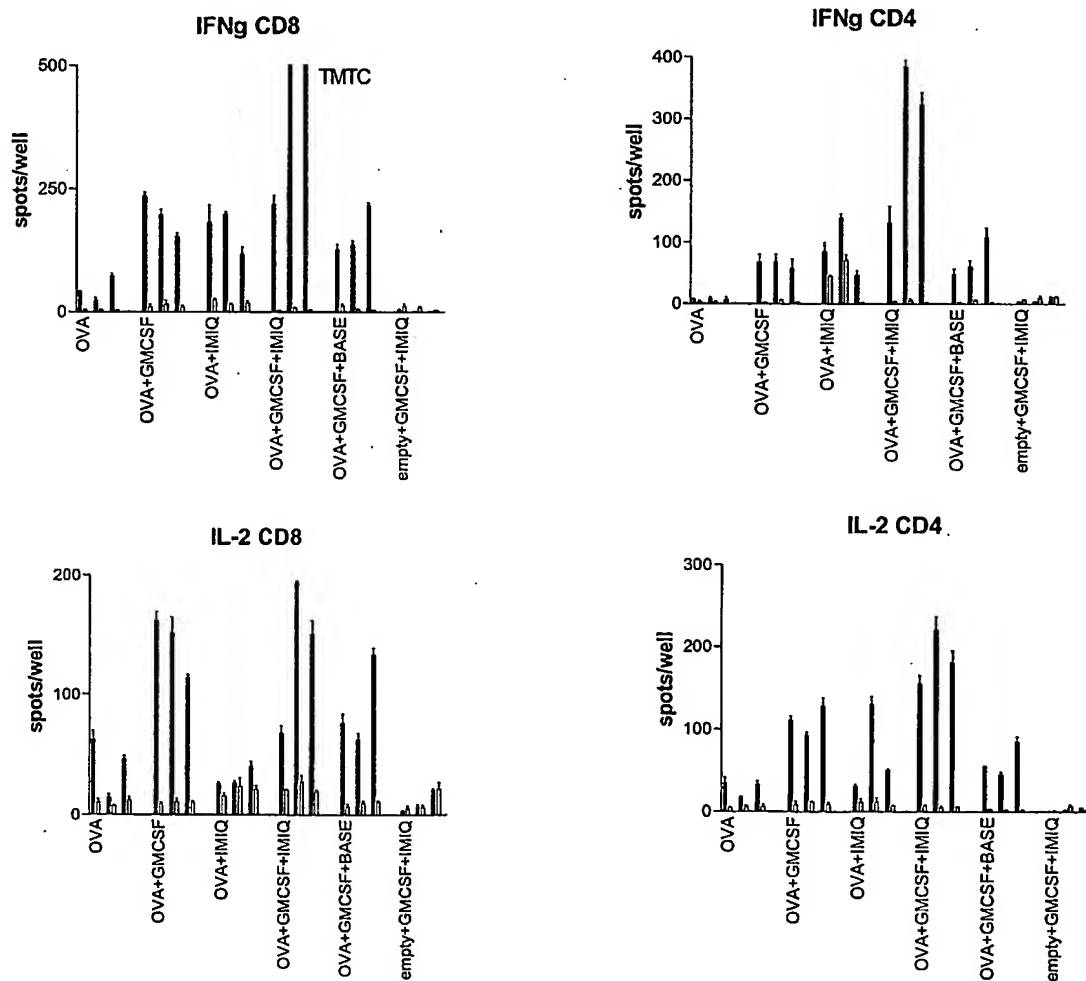 IFNg CD8
500
250
0
spots/well
TMTC
OVA
OVA+GMCSF
OVA+IMIQ
OVA+GMCSF+IMIQ
OVA+GMCSF+BASE
empty+GMCSF+IMIQ
IFNg CD4
400
300
200
100
0
spots/well
OVA
OVA+GMCSF
OVA+IMIQ
OVA+GMCSF+IMIQ
OVA+GMCSF+BASE
empty+GMCSF+IMIQ
IL-2 CD8
200
100
0
spots/well
OVA
OVA+GMCSF
OVA+IMIQ
OVA+GMCSF+IMIQ
OVA+GMCSF+BASE
empty+GMCSF+IMIQ
IL-2 CD4
300
200
100
0
spots/well
OVA
OVA+GMCSF
OVA+IMIQ
OVA+GMCSF+IMIQ
OVA+GMCSF+BASE
empty+GMCSF+IMIQ